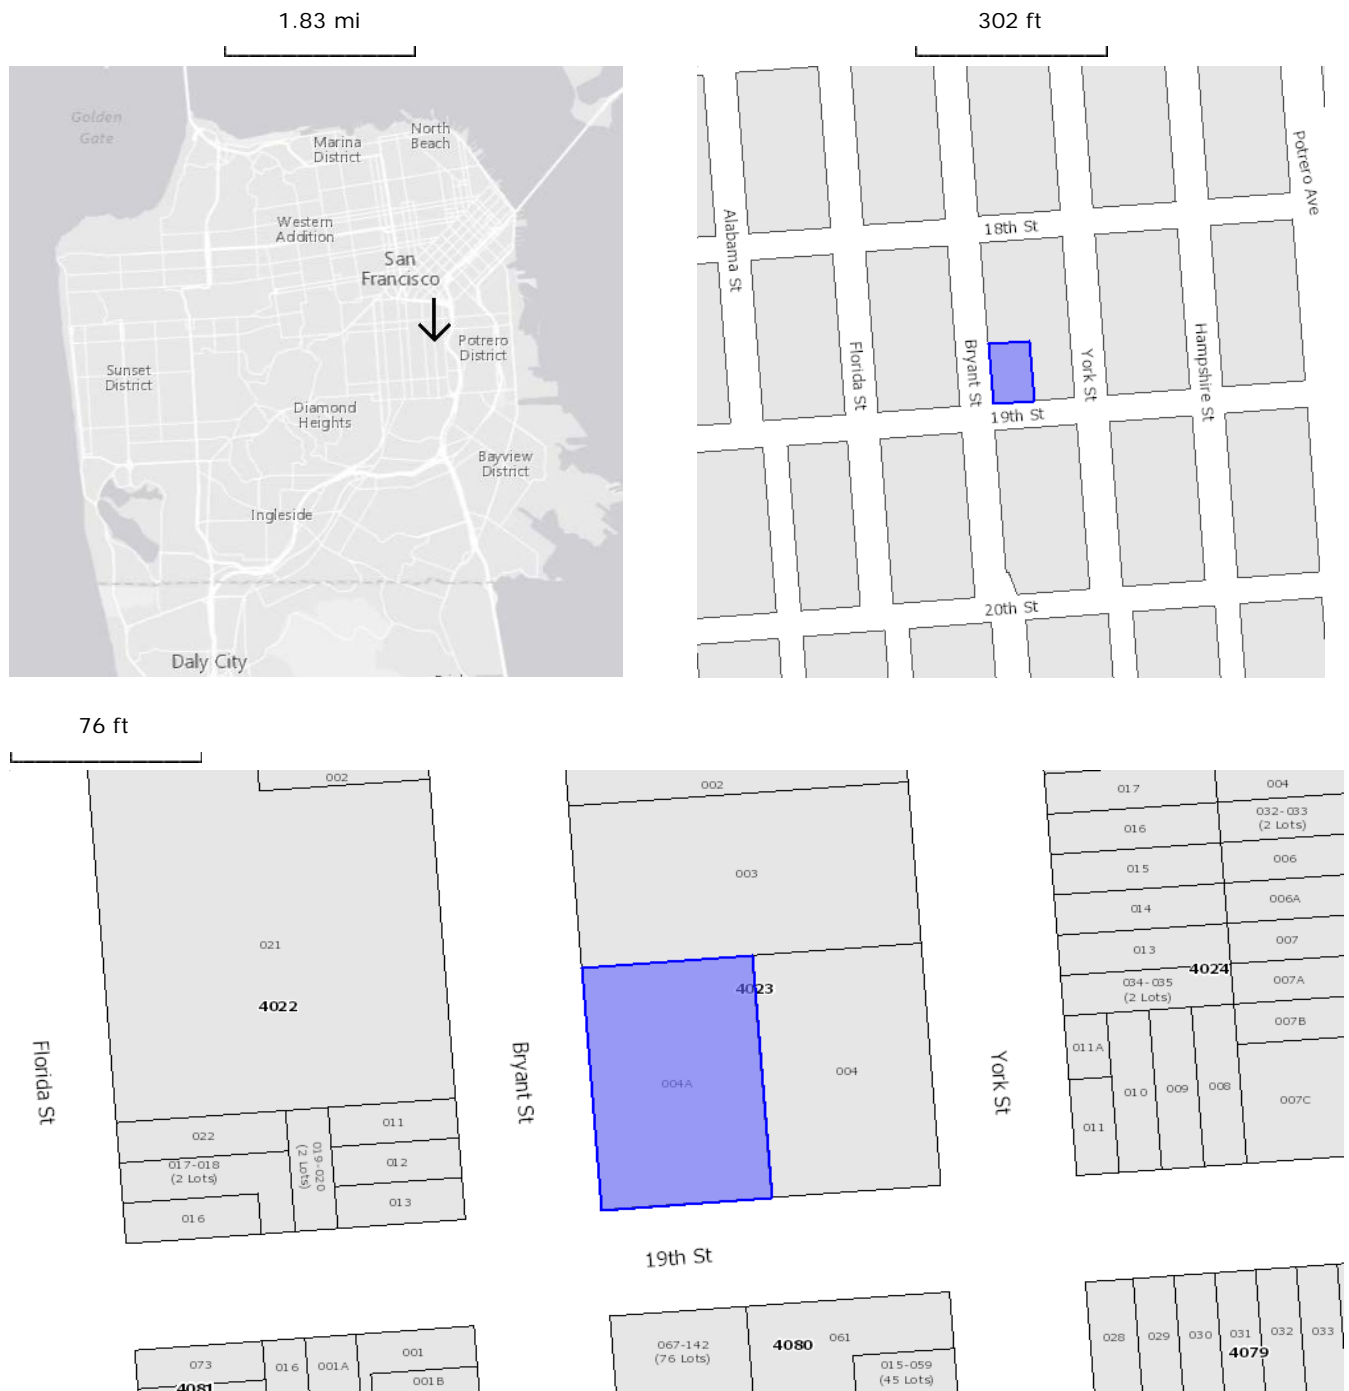 1.83 mi
302 ft
Golden
Gate
Marina
District
North
Beach
Western
Addition
San
Francisco
Potrero
District
Sunset
District
Diamond
Heights
Bayview
District
Ingleside
Daly City
Potrero Ave
18th St
Alabama St
Florida St
Bryant St
York St
Hampshire St
19th St
20th St
76 ft
002
002
017
004
032-033
(2 Lots)
016
003
015
006
014
006A
021
013
007
4022
4023
4024
034-035
(2 Lots)
007A
007B
Florida St
Bryant St
York St
011A
004A
004
010
009
008
007C
011
022
011
017-018
(2 Lots)
019-020
(2 Lots)
012
016
013
19th St
073
016
001A
001
067-142
(76 Lots)
4080
061
028
029
030
031
032
033
4079
015-059
(45 Lots)
4081
001B